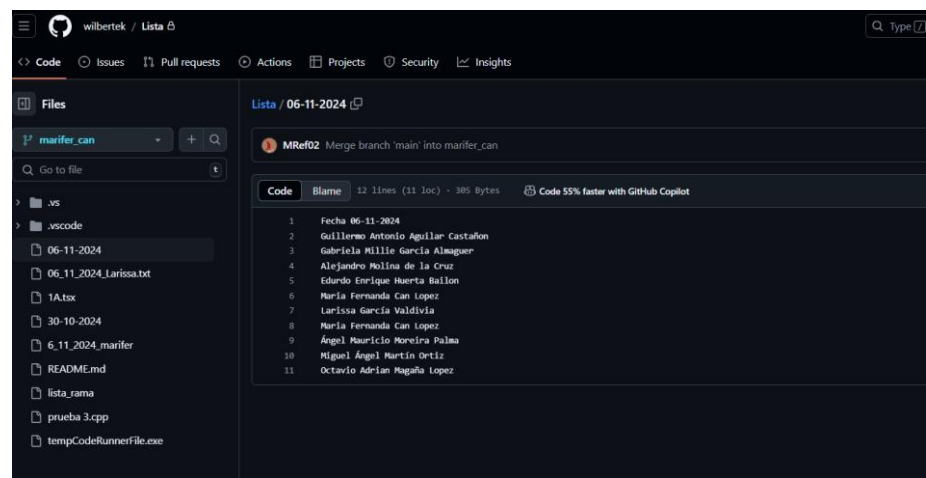 wilbertek / Lista
Type /
<> Code Issues Pull requests Actions Projects Security Insights
Files
marifer_can
Go to file t
.vs
.vscode
06-11-2024
06_11_2024_Larissa.txt
1A.tsx
30-10-2024
6_11_2024_marifer
README.md
lista_rama
prueba 3.cpp
tempCodeRunnerFile.exe
Lista / 06-11-2024
MRef02 Merge branch 'main' into marifer_can
Code Blame 12 lines (11 loc) · 305 Bytes Code 55% faster with GitHub Copilot
1 Fecha 06-11-2024
2 Guillermo Antonio Aguilar Castañon
3 Gabriela Millie Garcia Almaguer
4 Alejandro Molina de la Cruz
5 Edurdo Enrique Huerta Bailon
6 Maria Fernanda Can Lopez
7 Larissa García Valdivia
8 Maria Fernanda Can Lopez
9 Ángel Mauricio Moreira Palma
10 Miguel Ángel Martín Ortiz
11 Octavio Adrian Magaña Lopez